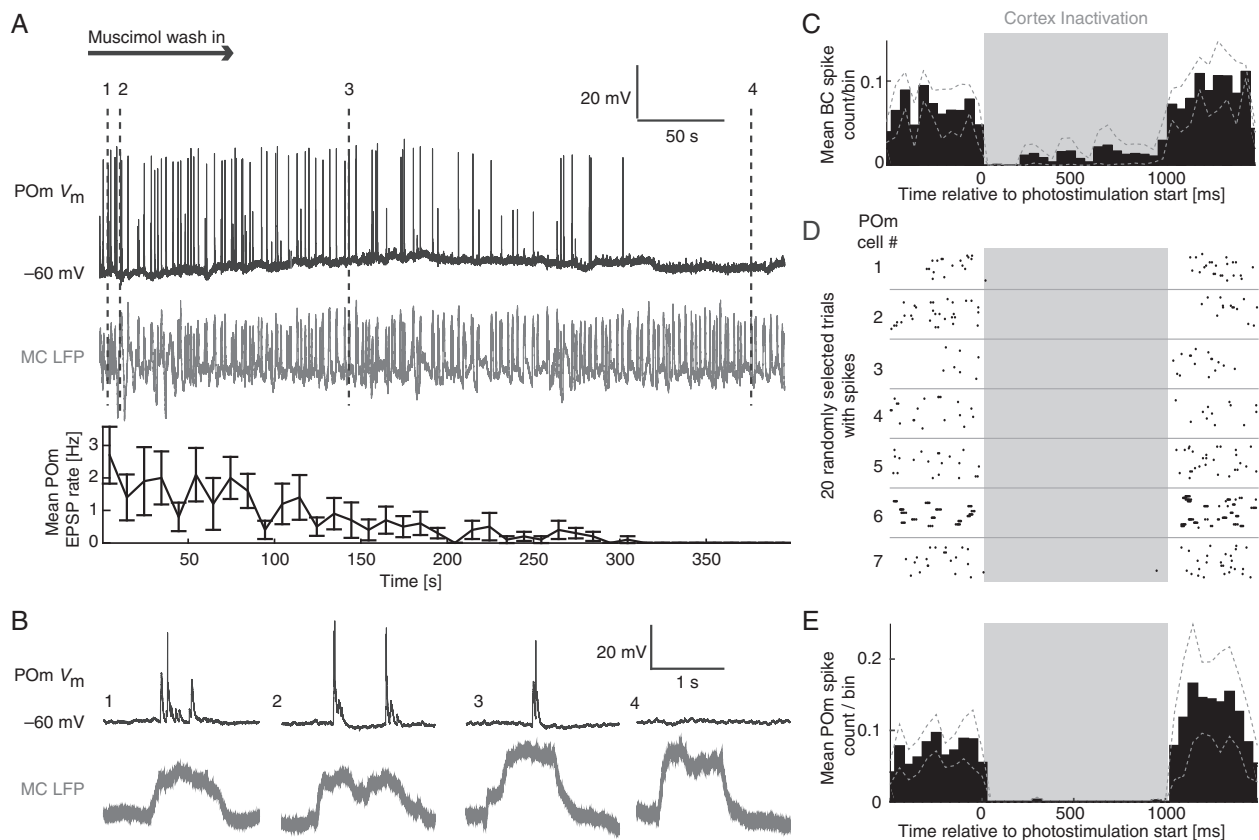 A
Muscimol wash in
1 2 3 4
20 mV
50 s
POm Vm
–60 mV
MC LFP
Mean POm
EPSP rate [Hz]
3
2
1
0
50 100 150 200 250 300 350
Time [s]
B
POm Vm
–60 mV
1 2 3 4
20 mV
1 s
MC LFP
C
Cortex Inactivation
Mean BC spike
count/bin
0.1
0
0 500 1000
Time relative to photostimulation start [ms]
D
POm
cell #
20 randomly selected trials
with spikes
1
2
3
4
5
6
7
E
Mean POm spike
count / bin
0.2
0.1
0
0 500 1000
Time relative to photostimulation start [ms]